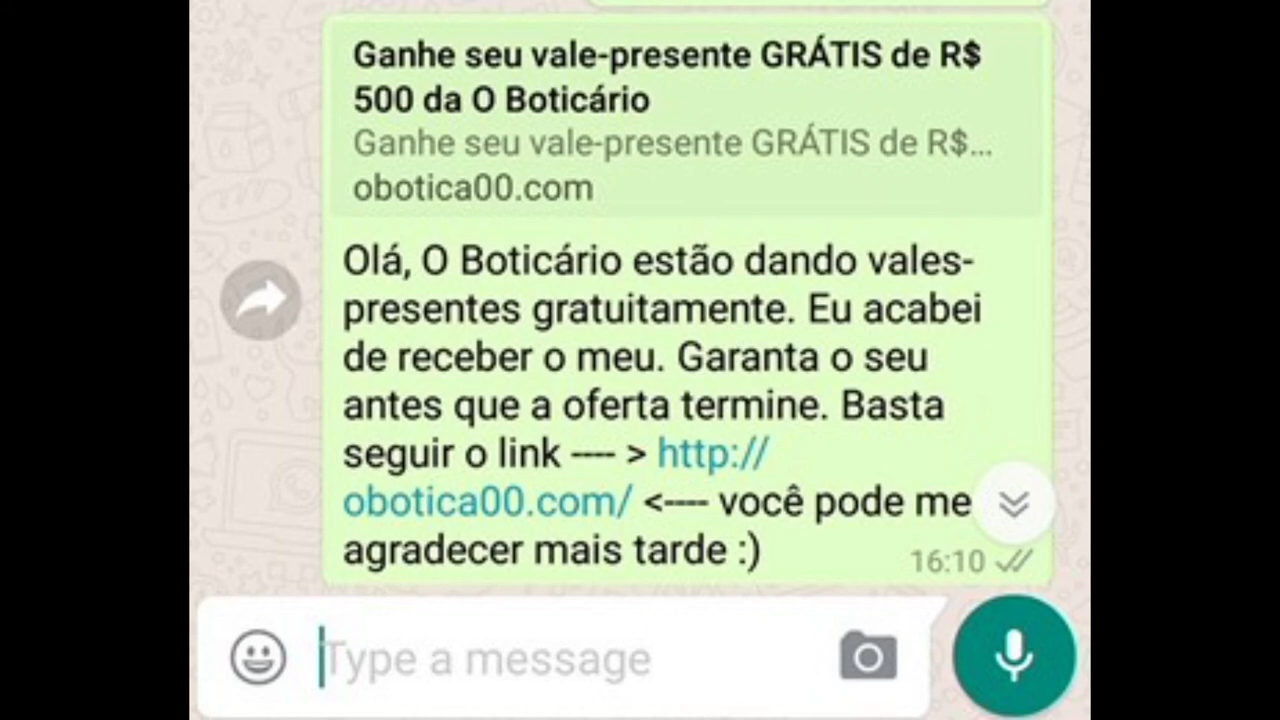 Ganhe seu vale-presente GRÁTIS de R$
500 da O Boticário
Ganhe seu vale-presente GRÁTIS de R$...
obotica00.com
Olá, O Boticário estão dando vales-
presentes gratuitamente. Eu acabei
de receber o meu. Garanta o seu
antes que a oferta termine. Basta
seguir o link ---- > http://
obotica00.com/ <---- você pode me
agradecer mais tarde :)
16:10
Type a message